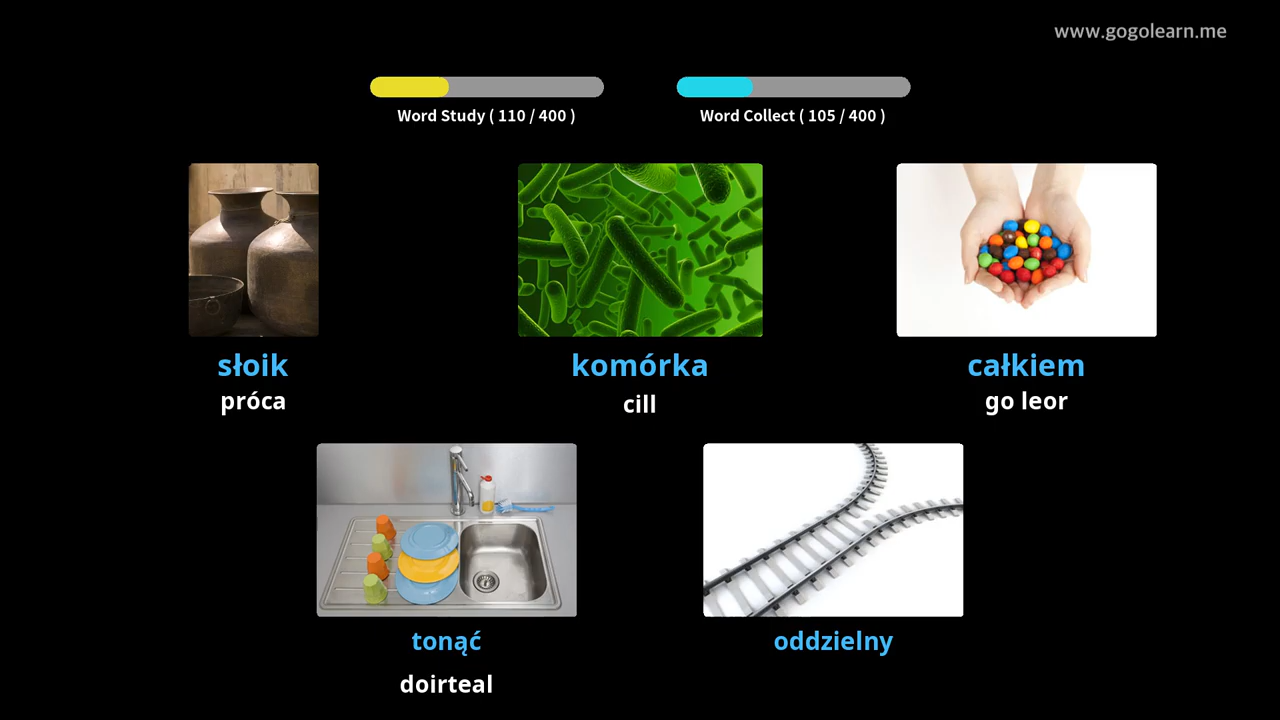 www.gogolearn.me
Word Study ( 110 / 400 )
Word Collect ( 105 / 400 )
słoik
próca
komórka
cill
całkiem
go leor
tonąć
doirteal
oddzielny